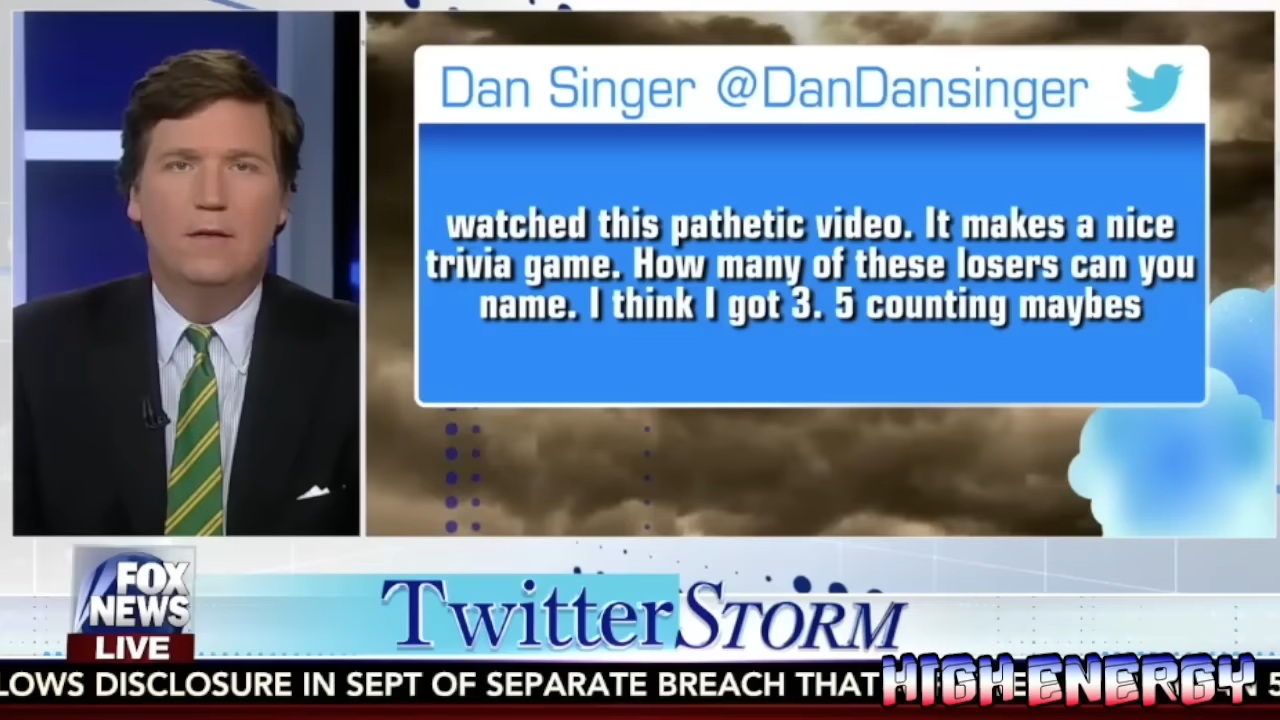 Dan Singer @DanDansinger
watched this pathetic video. It makes a nice
trivia game. How many of these losers can you
name. I think I got 3. 5 counting maybes
FOX
NEWS
LIVE
TwitterSTORM
LOWS DISCLOSURE IN SEPT OF SEPARATE BREACH THAT
HIGH ENERGY